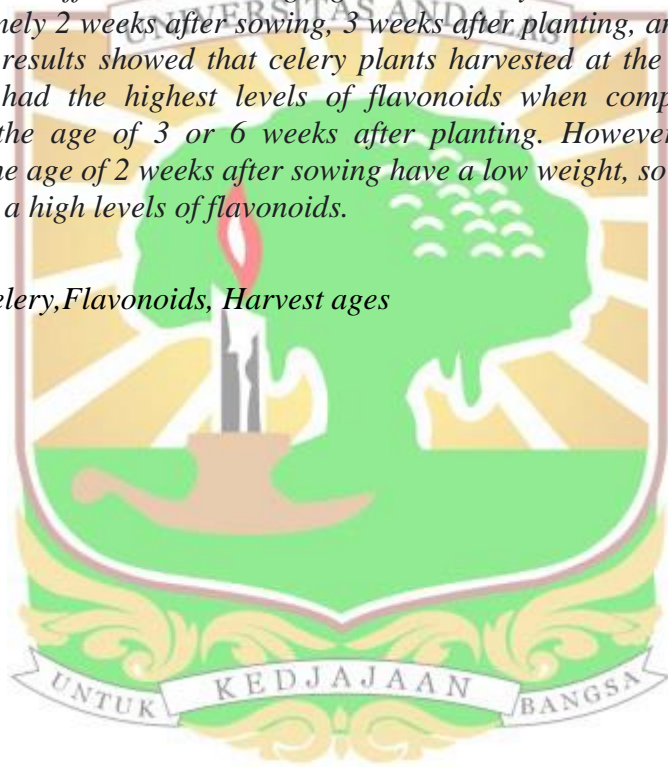 UNIVERSITAS ANDALAS
mely 2 weeks after sowing, 3 weeks after planting, an
results showed that celery plants harvested at the
had the highest levels of flavonoids when comp
the age of 3 or 6 weeks after planting. However
he age of 2 weeks after sowing have a low weight, so
a high levels of flavonoids.
elery,Flavonoids, Harvest ages
UNTUK KEDJAJAAN BANGSA